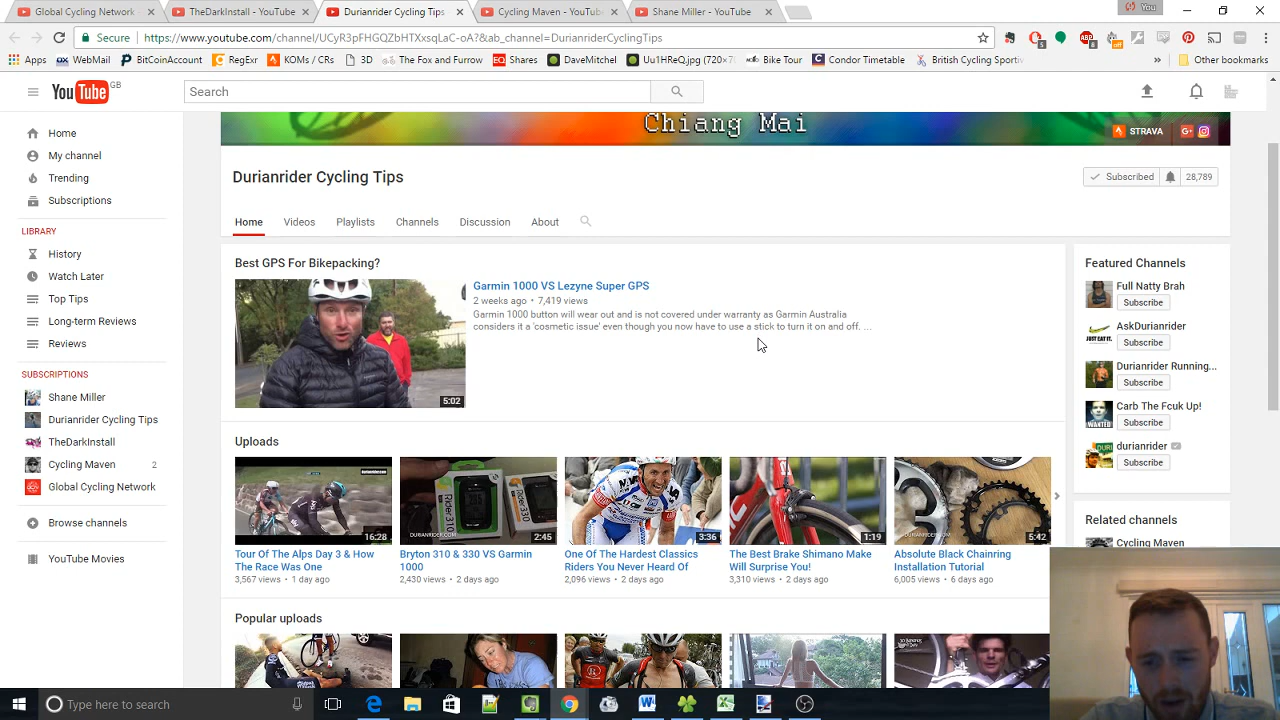 Global Cycling Network
TheDarkInstall - YouTube
Durianrider Cycling Tips
Cycling Maven - YouTube
Shane Miller - YouTube
You
Secure
https://www.youtube.com/channel/UCyR3pFHGQZbHTXxsqLaC-oA?&ab_channel=DurianriderCyclingTips
Apps
WebMail
BitCoinAccount
RegExr
KOMs / CRs
3D
The Fox and Furrow
Shares
DaveMitchel
Uu1HReQ.jpg (720×7
Bike Tour
Condor Timetable
British Cycling Sportiv
»
Other bookmarks
YouTube GB
Search
Home
My channel
Trending
Subscriptions
LIBRARY
History
Watch Later
Top Tips
Long-term Reviews
Reviews
SUBSCRIPTIONS
Shane Miller
Durianrider Cycling Tips
TheDarkInstall
Cycling Maven 2
Global Cycling Network
Browse channels
YouTube Movies
Chiang Mai
STRAVA
Durianrider Cycling Tips
Subscribed 28,789
Home Videos Playlists Channels Discussion About
Best GPS For Bikepacking?
Garmin 1000 VS Lezyne Super GPS
2 weeks ago • 7,419 views
Garmin 1000 button will wear out and is not covered under warranty as Garmin Australia
considers it a 'cosmetic issue' even though you now have to use a stick to turn it on and off. ...
5:02
Uploads
16:28
Tour Of The Alps Day 3 & How
The Race Was One
3,567 views • 1 day ago
2:45
Bryton 310 & 330 VS Garmin
1000
2,430 views • 2 days ago
3:36
One Of The Hardest Classics
Riders You Never Heard Of
2,096 views • 2 days ago
1:19
The Best Brake Shimano Make
Will Surprise You!
3,310 views • 2 days ago
5:42
Absolute Black Chainring
Installation Tutorial
6,005 views • 6 days ago
Popular uploads
Featured Channels
Full Natty Brah
Subscribe
AskDurianrider
Subscribe
Durianrider Running...
Subscribe
Carb The Fcuk Up!
Subscribe
durianrider
Subscribe
Related channels
Cycling Maven
Type here to search